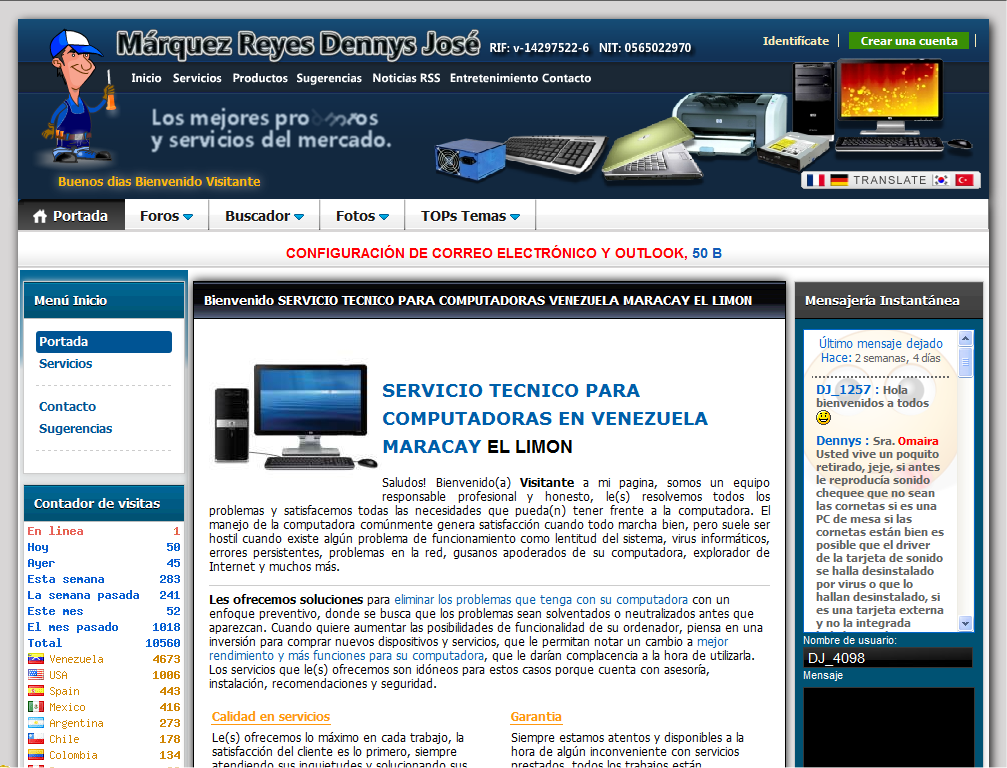 Márquez Reyes Dennys José RIF: v-14297522-6 NIT: 0565022970
Identifícate | Crear una cuenta |
Inicio Servicios Productos Sugerencias Noticias RSS Entretenimiento Contacto
Los mejores
y servicios del mercado.
Buenos dias Bienvenido Visitante
TRANSLATE
Portada Foros Buscador Fotos TOPs Temas
CONFIGURACIÓN DE CORREO ELECTRÓNICO Y OUTLOOK, 50 B
Menú Inicio
Portada
Servicios
Contacto
Sugerencias
Contador de visitas
En linea 1
Hoy 50
Ayer 45
Esta semana 283
La semana pasada 241
Este mes 52
El mes pasado 1018
Total 10560
Venezuela 4673
USA 1006
Spain 443
Mexico 416
Argentina 273
Chile 178
Colombia 134
Bienvenido SERVICIO TECNICO PARA COMPUTADORAS VENEZUELA MARACAY EL LIMON
SERVICIO TECNICO PARA
COMPUTADORAS EN VENEZUELA
MARACAY EL LIMON
Saludos! Bienvenido(a) Visitante a mi pagina, somos un equipo
responsable profesional y honesto, le(s) resolvemos todos los
problemas y satisfacemos todas las necesidades que pueda(n) tener frente a la computadora. El
manejo de la computadora comúnmente genera satisfacción cuando todo marcha bien, pero suele ser
hostil cuando existe algún problema de funcionamiento como lentitud del sistema, virus informáticos,
errores persistentes, problemas en la red, gusanos apoderados de su computadora, explorador de
Internet y muchos más.
Les ofrecemos soluciones para eliminar los problemas que tenga con su computadora con un
enfoque preventivo, donde se busca que los problemas sean solventados o neutralizados antes que
aparezcan. Cuando quiere aumentar las posibilidades de funcionalidad de su ordenador, piensa en una
inversión para comprar nuevos dispositivos y servicios, que le permitan notar un cambio a mejor
rendimiento y más funciones para su computadora, que le darían complacencia a la hora de utilizarla.
Los servicios que le(s) ofrecemos son idóneos para estos casos porque cuenta con asesoría,
instalación, recomendaciones y seguridad.
Calidad en servicios
Le(s) ofrecemos lo máximo en cada trabajo, la
satisfacción del cliente es lo primero, siempre
atendiendo sus inquietudes y solucionando sus
Garantia
Siempre estamos atentos y disponibles a la
hora de algún inconveniente con servicios
prestados, todos los trabajos están
Mensajería Instantánea
Último mensaje dejado
Hace: 2 semanas, 4 días
DJ_1257 : Hola
bienvenidos a todos
Dennys : Sra. Omaira
Usted vive un poquito
retirado, jeje, si antes
le reproducía sonido
chequee que no sean
las cornetas si es una
PC de mesa si las
cornetas están bien es
posible que el driver
de la tarjeta de sonido
se halla desinstalado
por virus o que lo
hallan desinstalado, si
es una tarjeta externa
y no la integrada
Nombre de usuario:
DJ_4098
Mensaje